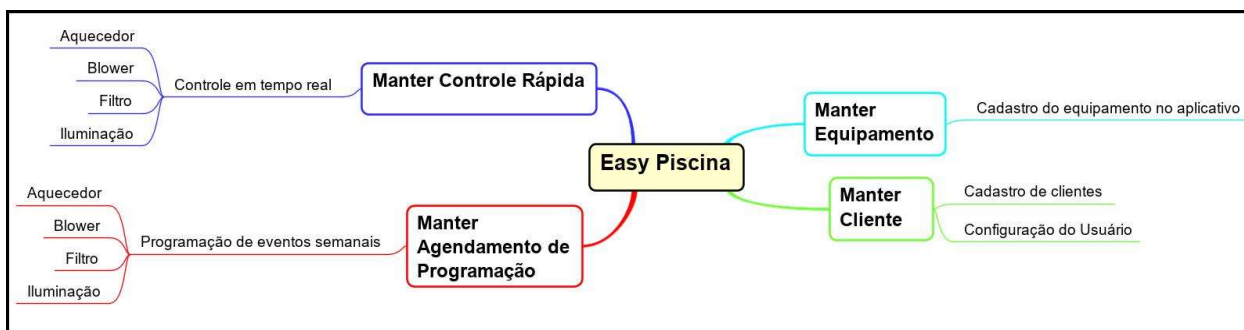 Aquecedor
Blower
Filtro
Iluminação
Controle em tempo real
Manter Controle Rápida
Easy Piscina
Manter
Equipamento
Cadastro do equipamento no aplicativo
Manter
Cliente
Cadastro de clientes
Configuração do Usuário
Aquecedor
Blower
Filtro
Iluminação
Programação de eventos semanais
Manter
Agendamento de
Programação